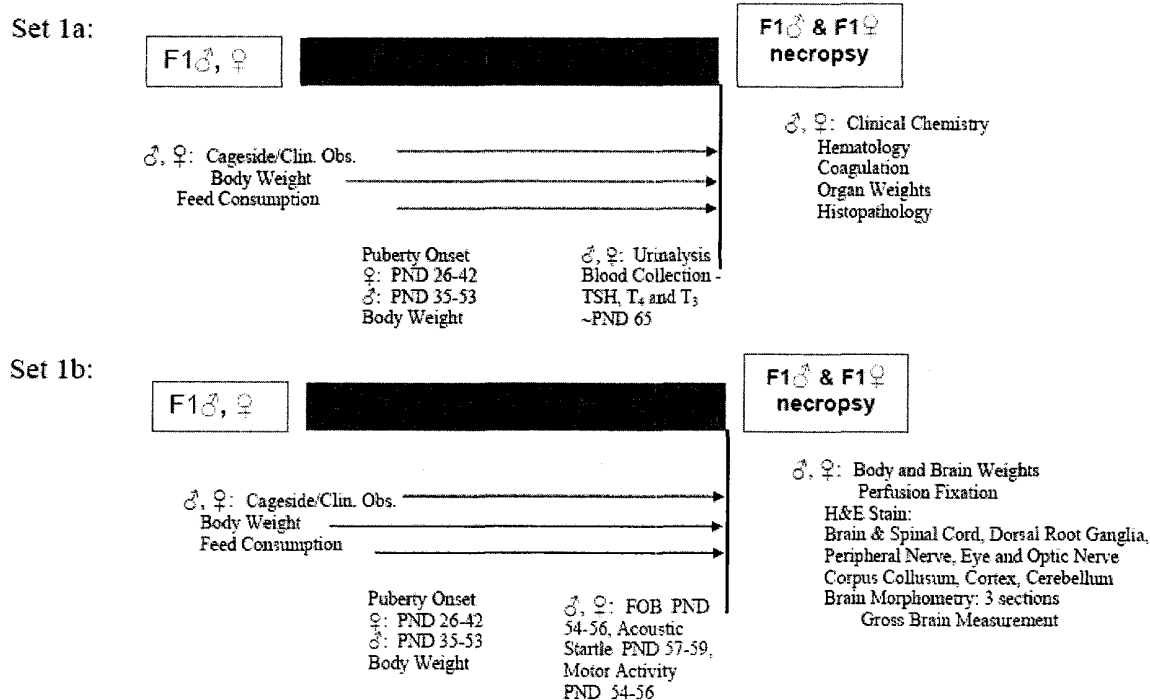 Set 1a:
F1♂, ♀
F1♂ & F1♀
necropsy
♂, ♀: Cageside/Clin. Obs.
Body Weight
Feed Consumption
♂, ♀: Clinical Chemistry
Hematology
Coagulation
Organ Weights
Histopathology
Puberty Onset
♀: PND 26-42
♂: PND 35-53
Body Weight
♂, ♀: Urinalysis
Blood Collection -
TSH, T₄ and T₃
~PND 65
Set 1b:
F1♂, ♀
F1♂ & F1♀
necropsy
♂, ♀: Cageside/Clin. Obs.
Body Weight
Feed Consumption
♂, ♀: Body and Brain Weights
Perfusion Fixation
H&E Stain:
Brain & Spinal Cord, Dorsal Root Ganglia,
Peripheral Nerve, Eye and Optic Nerve
Corpus Collusum, Cortex, Cerebellum
Brain Morphometry: 3 sections
Gross Brain Measurement
Puberty Onset
♀: PND 26-42
♂: PND 35-53
Body Weight
♂, ♀: FOB PND
54-56, Acoustic
Startle PND 57-59,
Motor Activity
PND 54-56